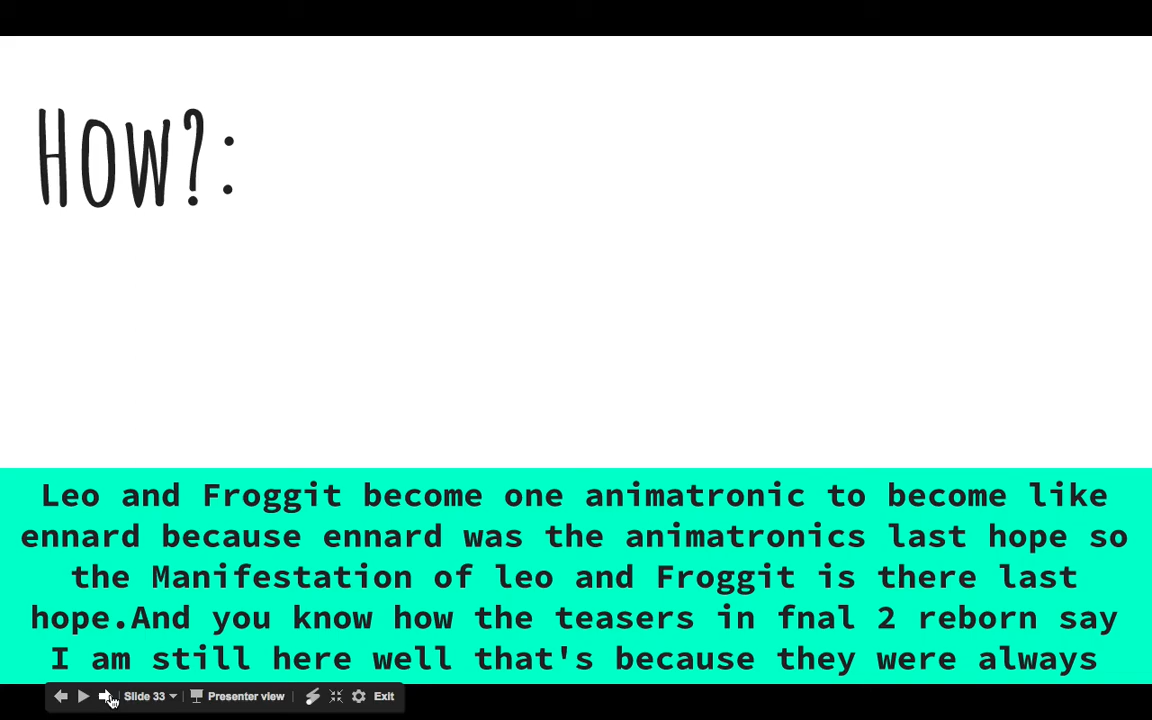 How?:
Leo and Froggit become one animatronic to become like
ennard because ennard was the animatronics last hope so
the Manifestation of leo and Froggit is there last
hope.And you know how the teasers in fnal 2 reborn say
I am still here well that's because they were always
Slide 33
Presenter view
Exit